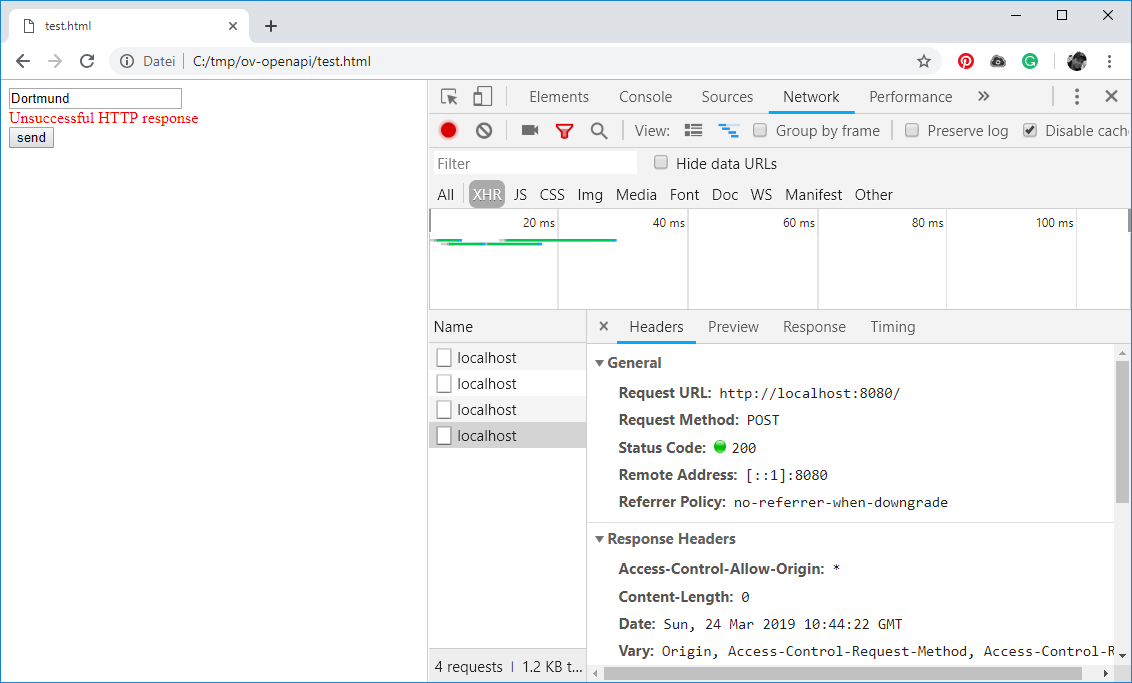 test.html
Datei C:/tmp/ov-openapi/test.html
Dortmund
Unsuccessful HTTP response
send
Elements Console Sources Network Performance »
View: Group by frame Preserve log Disable cach
Filter Hide data URLs
All XHR JS CSS Img Media Font Doc WS Manifest Other
20 ms 40 ms 60 ms 80 ms 100 ms
Name
localhost
localhost
localhost
localhost
4 requests | 1.2 KB t...
Headers Preview Response Timing
General
Request URL: http://localhost:8080/
Request Method: POST
Status Code: 200
Remote Address: [::1]:8080
Referrer Policy: no-referrer-when-downgrade
Response Headers
Access-Control-Allow-Origin: *
Content-Length: 0
Date: Sun, 24 Mar 2019 10:44:22 GMT
Vary: Origin, Access-Control-Request-Method, Access-Control-R